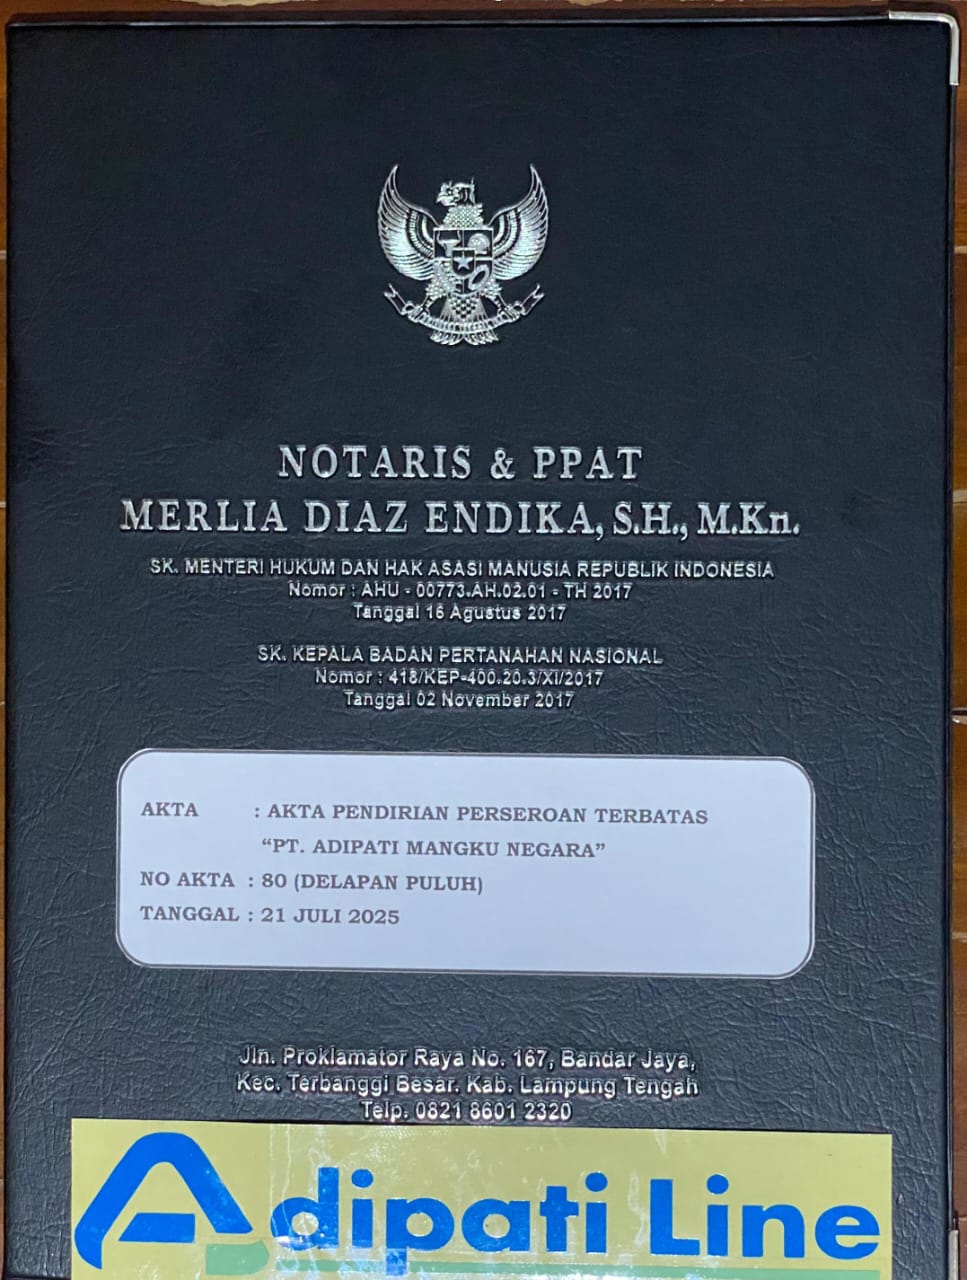 NOTARIS & PPAT
MERLIA DIAZ ENDIKA, S.H., M.Kn.
SK. MENTERI HUKUM DAN HAK ASASI MANUSIA REPUBLIK INDONESIA
Nomor : AHU - 00773.AH.02.01 - TH 2017
Tanggal 16 Agustus 2017
SK. KEPALA BADAN PERTANAHAN NASIONAL
Nomor : 418/KEP-400.20.3/XI/2017
Tanggal 02 November 2017
AKTA : AKTA PENDIRIAN PERSEROAN TERBATAS
“PT. ADIPATI MANGKU NEGARA”
NO AKTA : 80 (DELAPAN PULUH)
TANGGAL : 21 JULI 2025
Jln. Proklamator Raya No. 167, Bandar Jaya,
Kec. Terbanggi Besar. Kab. Lampung Tengah
Telp. 0821 8601 2320
Adipati Line